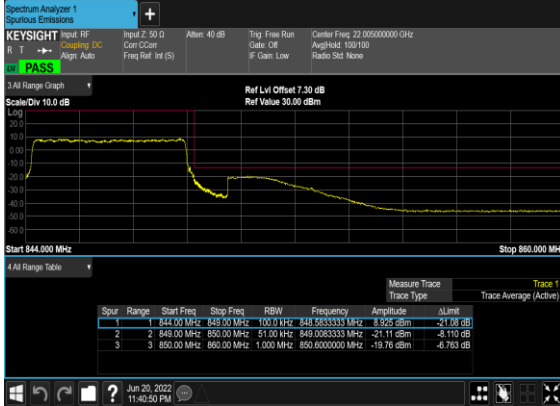 Spectrum Analyzer 1
Spurious Emissions
KEYSIGHT Input: RF Input Z: 50 Ω Atten: 40 dB Trig: Free Run Center Freq: 22.005000000 GHz
R T Coupling: DC Corr CCorr Gate: Off Avg|Hold: 100/100
Align: Auto Freq Ref: Int (S) IF Gain: Low Radio Std: None
PASS
3 All Range Graph
Ref Lvl Offset 7.30 dB
Scale/Div 10.0 dB Ref Value 30.00 dBm
Log
20.0
10.0
0.00
-10.0
-20.0
-30.0
-40.0
-50.0
-60.0
Start 844.000 MHz Stop 860.000 MH
4 All Range Table
Measure Trace Trace 1
Trace Type Trace Average (Active)
Spur Range Start Freq Stop Freq RBW Frequency Amplitude ΔLimit
1 1 844.00 MHz 849.00 MHz 100.0 kHz 848.5833333 MHz 8.925 dBm -21.08 dB
2 2 849.00 MHz 850.00 MHz 51.00 kHz 849.0083333 MHz -21.11 dBm -8.110 dB
3 3 850.00 MHz 860.00 MHz 1.000 MHz 850.6000000 MHz -19.76 dBm -6.763 dB
? Jun 20, 2022
11:40:50 PM